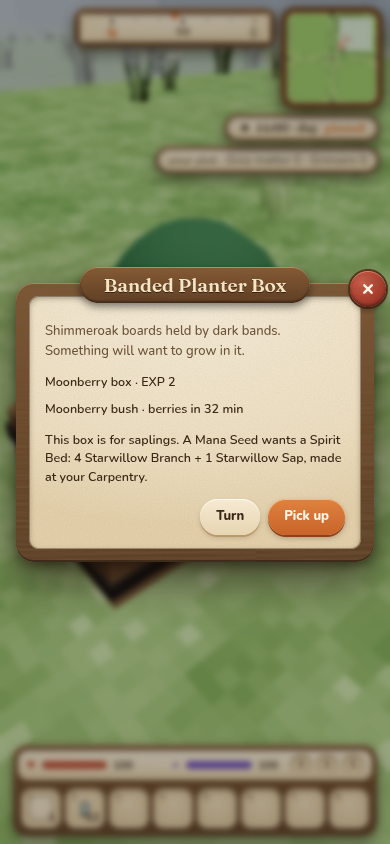 Banded Planter Box
×
Shimmeroak boards held by dark bands.
Something will want to grow in it.
Moonberry box · EXP 2
Moonberry bush · berries in 32 min
This box is for saplings. A Mana Seed wants a Spirit
Bed: 4 Starwillow Branch + 1 Starwillow Sap, made
at your Carpentry.
Turn
Pick up